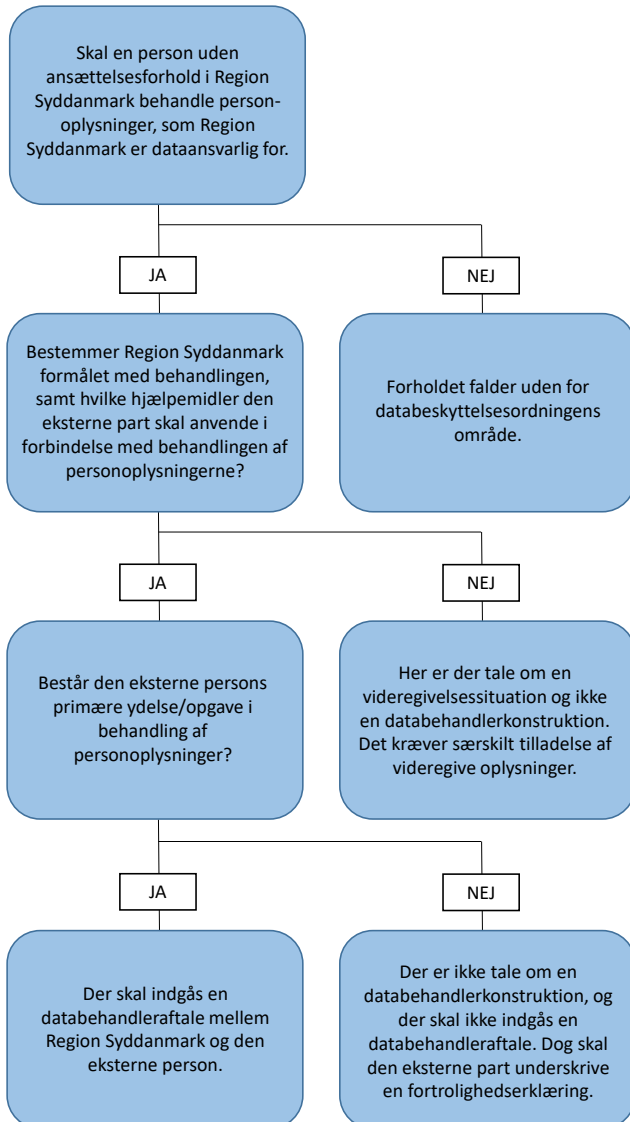 Skal en person uden
ansættelsesforhold i Region
Syddanmark behandle person-
oplysninger, som Region
Syddanmark er dataansvarlig for.
JA
NEJ
Bestemmer Region Syddanmark
formålet med behandlingen,
samt hvilke hjælpemidler den
eksterne part skal anvende i
forbindelse med behandlingen af
personoplysningerne?
Forholdet falder uden for
databeskyttelsesordningens
område.
JA
NEJ
Består den eksterne persons
primære ydelse/opgave i
behandling af
personoplysninger?
Her er der tale om en
videregivelsessituation og ikke
en databehandlerkonstruktion.
Det kræver særskilt tilladelse af
videregive oplysninger.
JA
NEJ
Der skal indgås en
databehandleraftale mellem
Region Syddanmark og den
eksterne person.
Der er ikke tale om en
databehandlerkonstruktion, og
der skal ikke indgås en
databehandleraftale. Dog skal
den eksterne part underskrive
en fortrolighedserklæring.